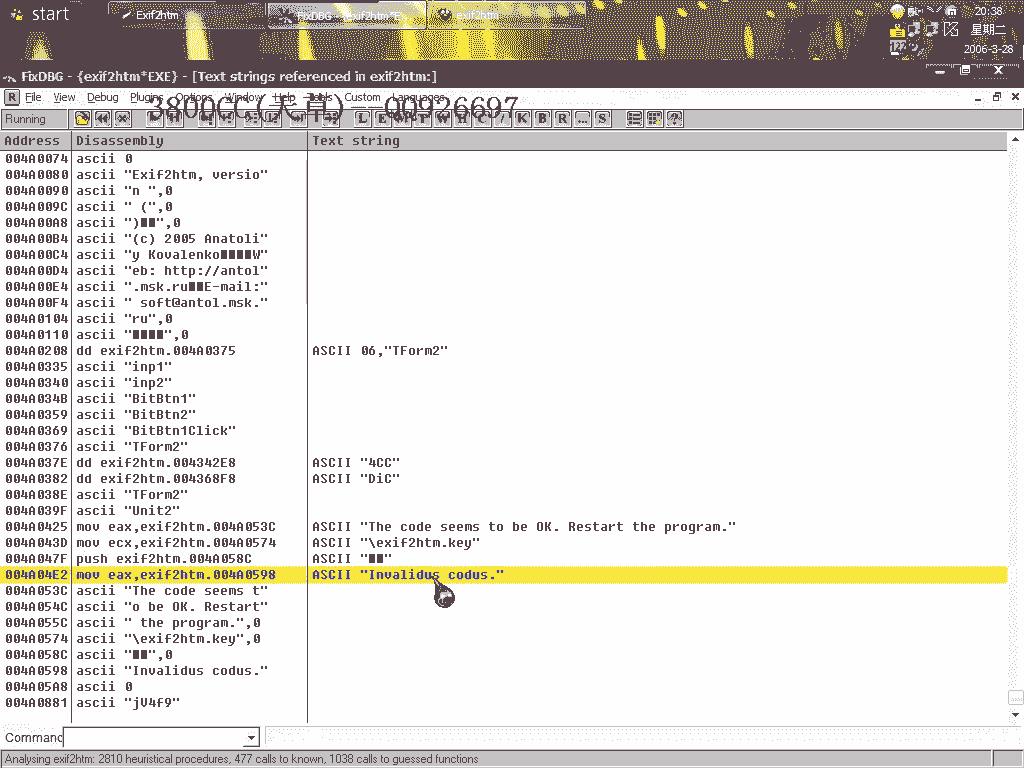 start
Exif2htm
FixDBG - {exif2htm*E...
exif2htm
20:38
星期二
2006-3-28
FixDBG - {exif2htm*EXE} - [Text strings referenced in exif2htm:]
File View Debug Plugins Options Window Help Tools Custom Languages
3800CC(天草)--QQ926697
Running
Address Disassembly Text string
004A0074 ascii 0
004A0080 ascii "Exif2htm, versio"
004A0090 ascii "n ",0
004A009C ascii " (",0
004A00A8 ascii ")■■",0
004A00B4 ascii "(c) 2005 Anatoli"
004A00C4 ascii "y Kovalenko■■■■W"
004A00D4 ascii "eb: http://antol"
004A00E4 ascii ".msk.ru■■E-mail:"
004A00F4 ascii " soft@antol.msk."
004A0104 ascii "ru",0
004A0110 ascii "■■■■",0
004A0208 dd exif2htm.004A0375 ASCII 06,"TForm2"
004A0335 ascii "inp1"
004A0340 ascii "inp2"
004A034B ascii "BitBtn1"
004A0359 ascii "BitBtn2"
004A0369 ascii "BitBtn1Click"
004A0376 ascii "TForm2"
004A037E dd exif2htm.004342E8 ASCII "4CC"
004A0382 dd exif2htm.004368F8 ASCII "DiC"
004A038E ascii "TForm2"
004A039F ascii "Unit2"
004A0425 mov eax,exif2htm.004A053C ASCII "The code seems to be OK. Restart the program."
004A043D mov ecx,exif2htm.004A0574 ASCII "\exif2htm.key"
004A047F push exif2htm.004A058C ASCII "■■"
004A04E2 mov eax,exif2htm.004A0598 ASCII "Invalidus codus."
004A053C ascii "The code seems t"
004A054C ascii "o be OK. Restart"
004A055C ascii " the program.",0
004A0574 ascii "\exif2htm.key",0
004A058C ascii "■■",0
004A0598 ascii "Invalidus codus."
004A05A8 ascii 0
004A0881 ascii "jV4f9"
Command
Analysing exif2htm: 2810 heuristical procedures, 477 calls to known, 1038 calls to guessed functions